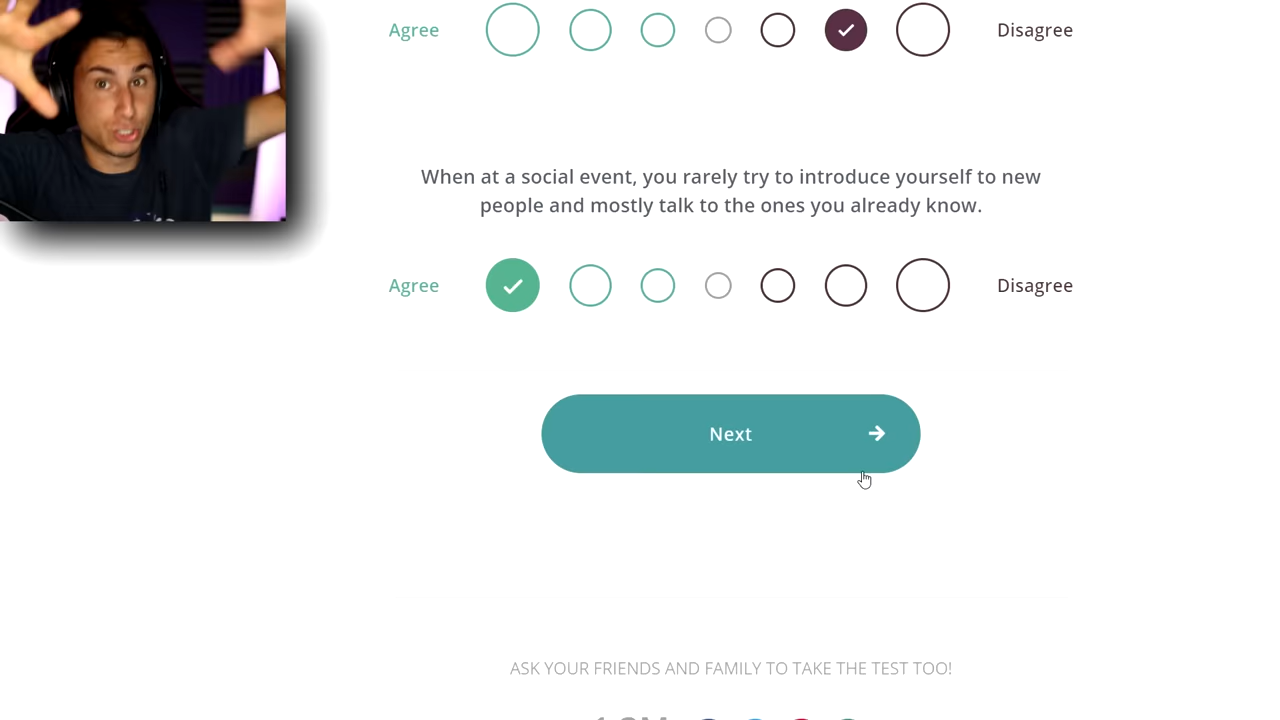 Agree Disagree
When at a social event, you rarely try to introduce yourself to new
people and mostly talk to the ones you already know.
Agree Disagree
Next
ASK YOUR FRIENDS AND FAMILY TO TAKE THE TEST TOO!